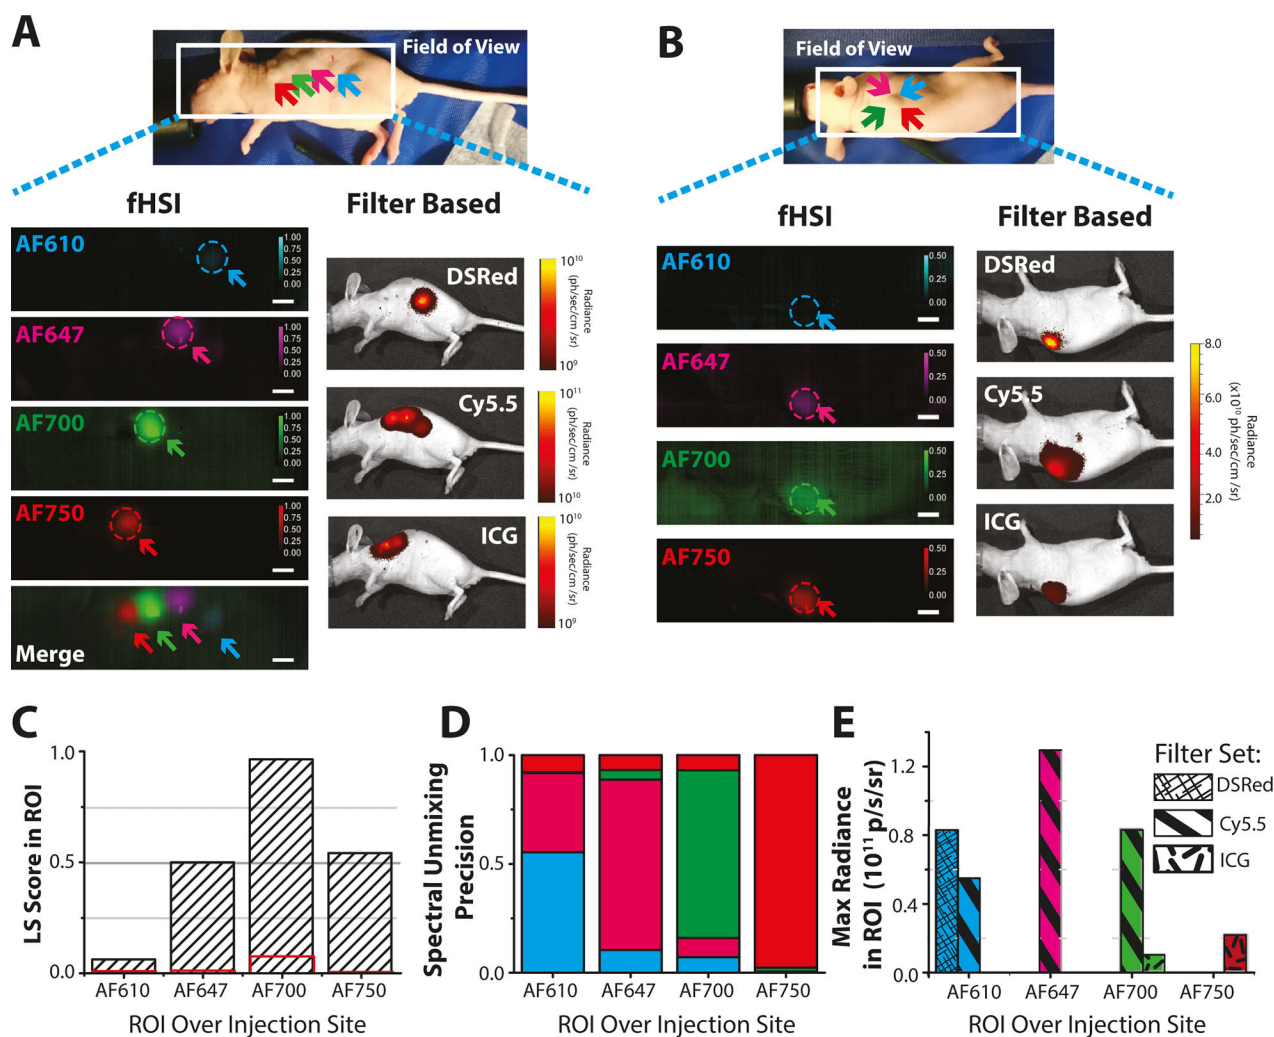 A
Field of View
fHSI
Filter Based
AF610
1.00
0.75
0.50
0.25
0.00
AF647
1.00
0.75
0.50
0.25
0.00
AF700
1.00
0.75
0.50
0.25
0.00
AF750
1.00
0.75
0.50
0.25
0.00
Merge
DSRed
10¹⁰
10⁹
Radiance
(ph/sec/cm /sr)
Cy5.5
10¹¹
10¹⁰
Radiance
(ph/sec/cm /sr)
ICG
10¹⁰
10⁹
Radiance
(ph/sec/cm /sr)
B
Field of View
fHSI
Filter Based
AF610
0.50
0.25
0.00
AF647
0.50
0.25
0.00
AF700
0.50
0.25
0.00
AF750
0.50
0.25
0.00
DSRed
Cy5.5
ICG
8.0
6.0
4.0
2.0
Radiance
(x10¹⁰ ph/sec/cm /sr)
C
LS Score in ROI
1.0
0.5
0.0
AF610 AF647 AF700 AF750
ROI Over Injection Site
D
Spectral Unmixing
Precision
1.0
0.5
0.0
AF610 AF647 AF700 AF750
ROI Over Injection Site
E
Max Radiance
in ROI (10¹¹ p/s/sr)
1.2
0.8
0.4
0.0
AF610 AF647 AF700 AF750
ROI Over Injection Site
Filter Set:
DSRed
Cy5.5
ICG